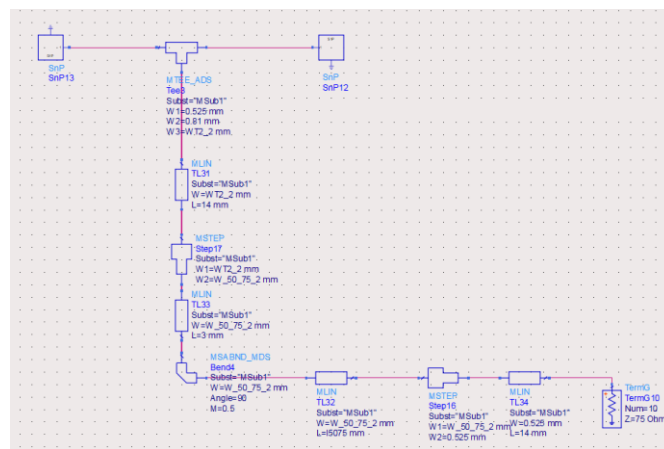 SnP
SnP13
SnP
SnP12
MTEE_ADS
Tee3
Subst="MSub1"
W1=0.525 mm
W2=0.81 mm
W3=WT2_2 mm
MLIN
TL31
Subst="MSub1"
W=WT2_2 mm
L=14 mm
MSTEP
Step17
Subst="MSub1"
W1=WT2_2 mm
W2=W_50_75_2 mm
MLIN
TL33
Subst="MSub1"
W=W_50_75_2 mm
L=3 mm
MSABND_MDS
Bend4
Subst="MSub1"
W=W_50_75_2 mm
Angle=90
M=0.5
MLIN
TL32
Subst="MSub1"
W=W_50_75_2 mm
L=l5075 mm
MSTEP
Step16
Subst="MSub1"
W1=W_50_75_2 mm
W2=0.525 mm
MLIN
TL34
Subst="MSub1"
W=0.525 mm
L=14 mm
TermG
TermG10
Num=10
Z=75 Ohm